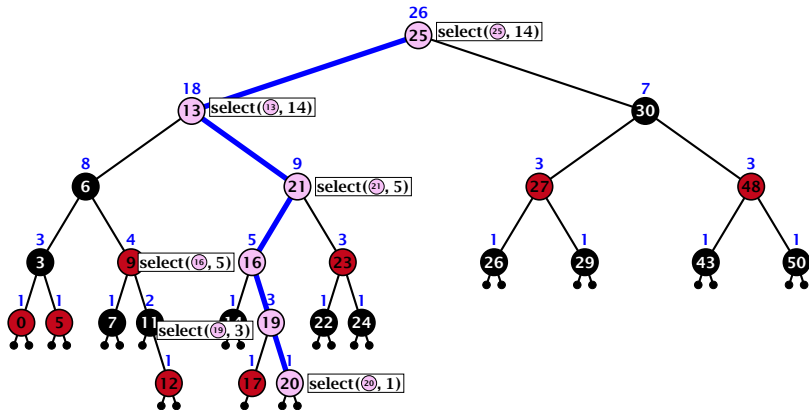 26
25 select(25, 14)
18 7
13 select(13, 14) 30
8 9 3 3
6 21 select(21, 5) 27 48
3 4 5 3 1 1 1 1
3 9 select(16, 5) 16 23 26 29 43 50
1 1 1 2 1 3 1 1
0 5 7 11 select(19, 3) 14 19 22 24
1 1 1
12 17 20 select(20, 1)